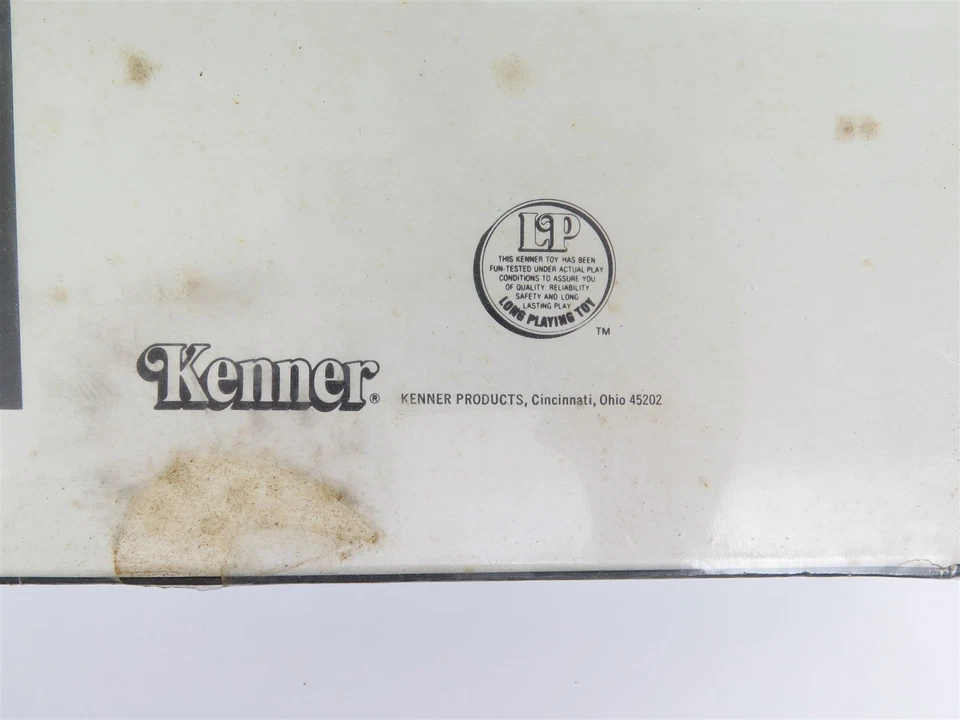 LP
THIS KENNER TOY HAS BEEN
FUN-TESTED UNDER ACTUAL PLAY
CONDITIONS TO ASSURE YOU
OF QUALITY, RELIABILITY
SAFETY AND LONG
LASTING PLAY
LONG PLAYING TOY
TM
Kenner® KENNER PRODUCTS, Cincinnati, Ohio 45202